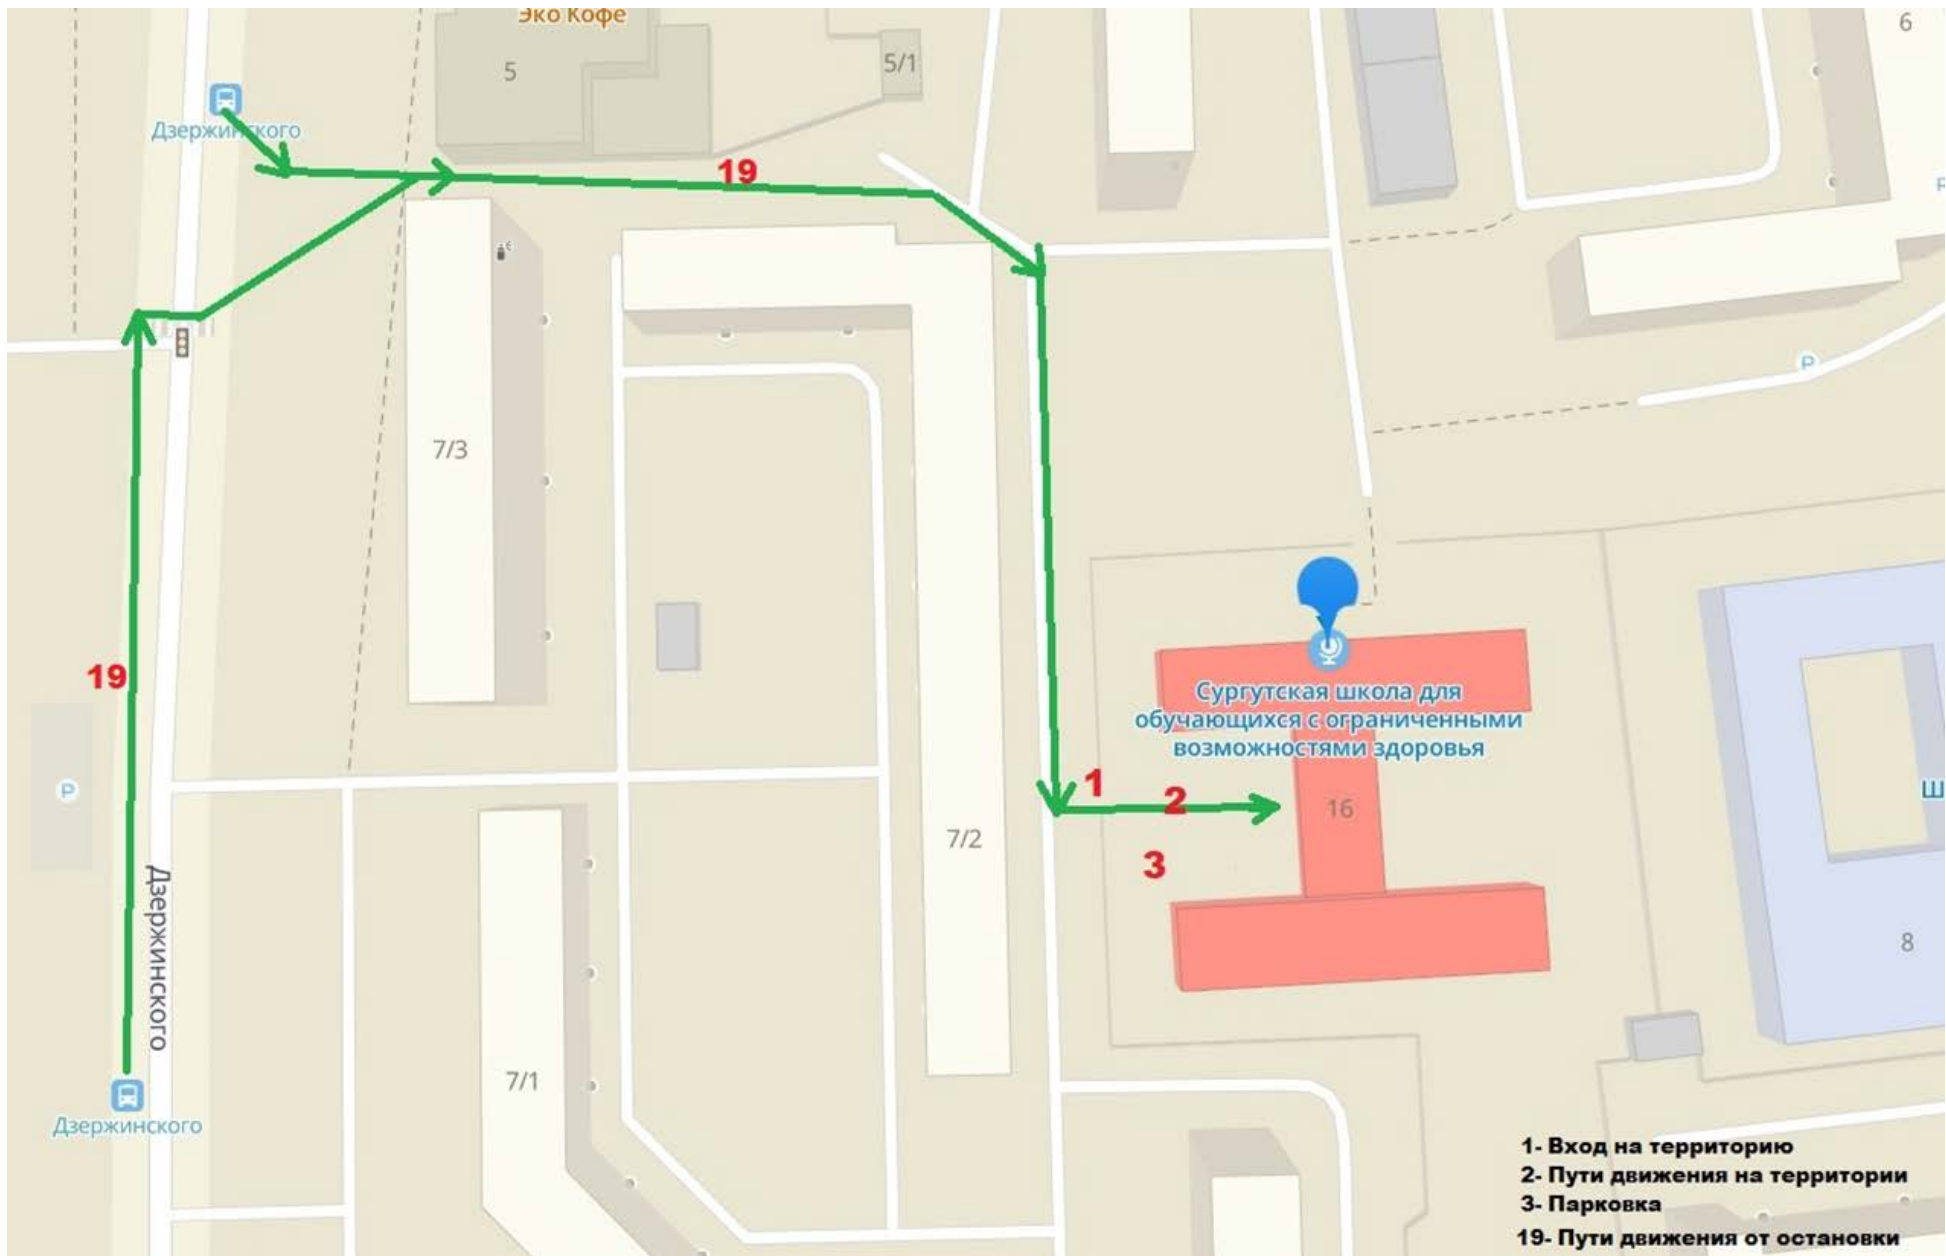 Эко Кофе
6
5
5/1
Дзержинского
19
7/3
19
Р
Р
7/2
Сургутская школа для
обучающихся с ограниченными
возможностями здоровья
1
2
16
3
Ш
8
Дзержинского
7/1
Дзержинского
1- Вход на территорию
2- Пути движения на территории
3- Парковка
19- Пути движения от остановки